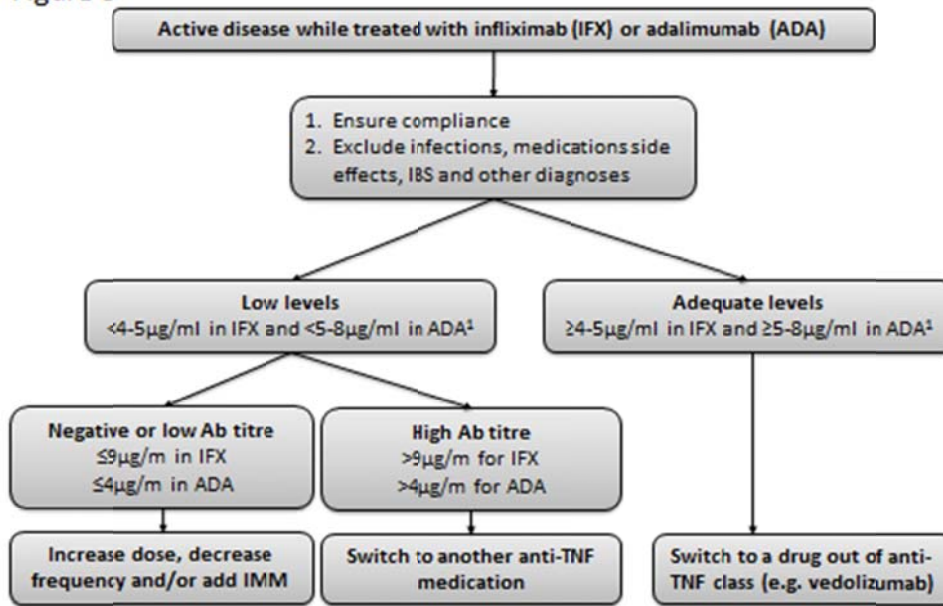 Active disease while treated with infliximab (IFX) or adalimumab (ADA)
1. Ensure compliance
2. Exclude infections, medications side
effects, IBS and other diagnoses
Low levels
<4-5µg/ml in IFX and <5-8µg/ml in ADA¹
Adequate levels
≥4-5µg/ml in IFX and ≥5-8µg/ml in ADA¹
Negative or low Ab titre
≤9µg/m in IFX
≤4µg/m in ADA
High Ab titre
>9µg/m for IFX
>4µg/m for ADA
Increase dose, decrease
frequency and/or add IMM
Switch to another anti-TNF
medication
Switch to a drug out of anti-
TNF class (e.g. vedolizumab)